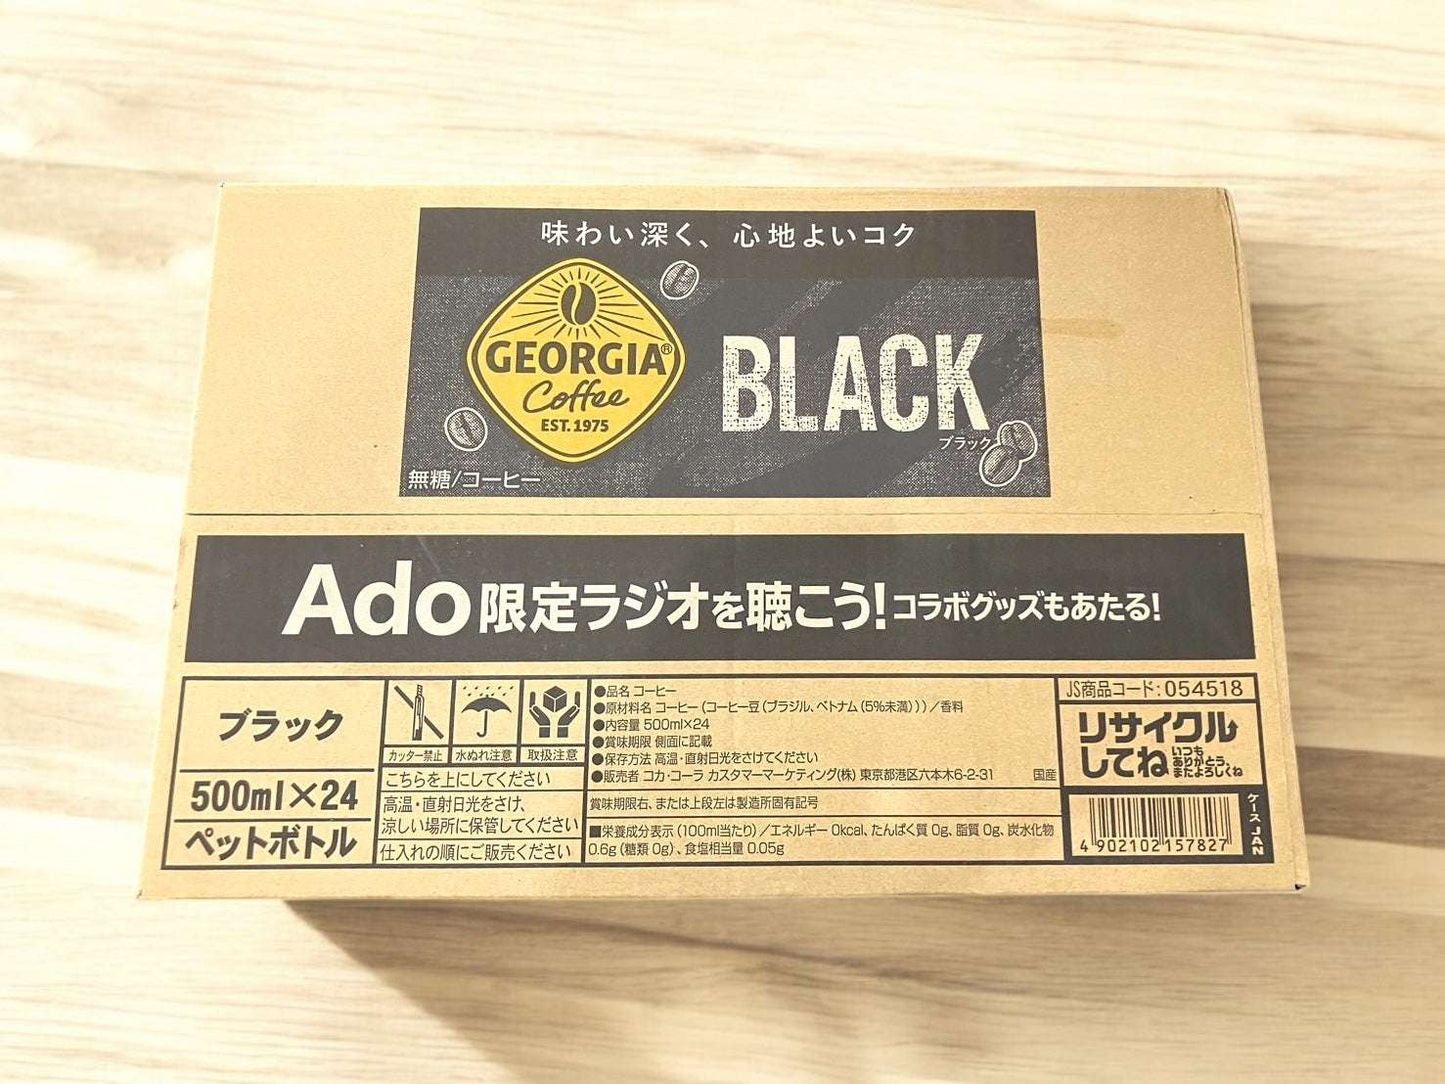 味わい深く、心地よいコク
GEORGIA®
Coffee
EST.1975
BLACK
ブラック
無糖/コーヒー
Ado限定ラジオを聴こう!コラボグッズもあたる!
ブラック
500ml×24
ペットボトル
カッター禁止 水ぬれ注意 取扱注意
こちらを上にしてください
高温・直射日光をさけ、
涼しい場所に保管してください
仕入れの順にご販売ください
●品名 コーヒー
●原材料名 コーヒー(コーヒー豆(ブラジル、ベトナム(5%未満)))/香料
●内容量 500ml×24
●賞味期限 側面に記載
●保存方法 高温・直射日光をさけてください
●販売者 コカ・コーラ カスタマーマーケティング(株) 東京都港区六本木6-2-31 国産
賞味期限右、または上段左は製造所固有記号
■栄養成分表示(100ml当たり)/エネルギー 0kcal、たんぱく質 0g、脂質 0g、炭水化物
0.6g(糖類 0g)、食塩相当量 0.05g
JS商品コード:054518
リサイクル
してね
いつも
ありがとう。
またよろしくね
4 902102 157827
ケースJAN